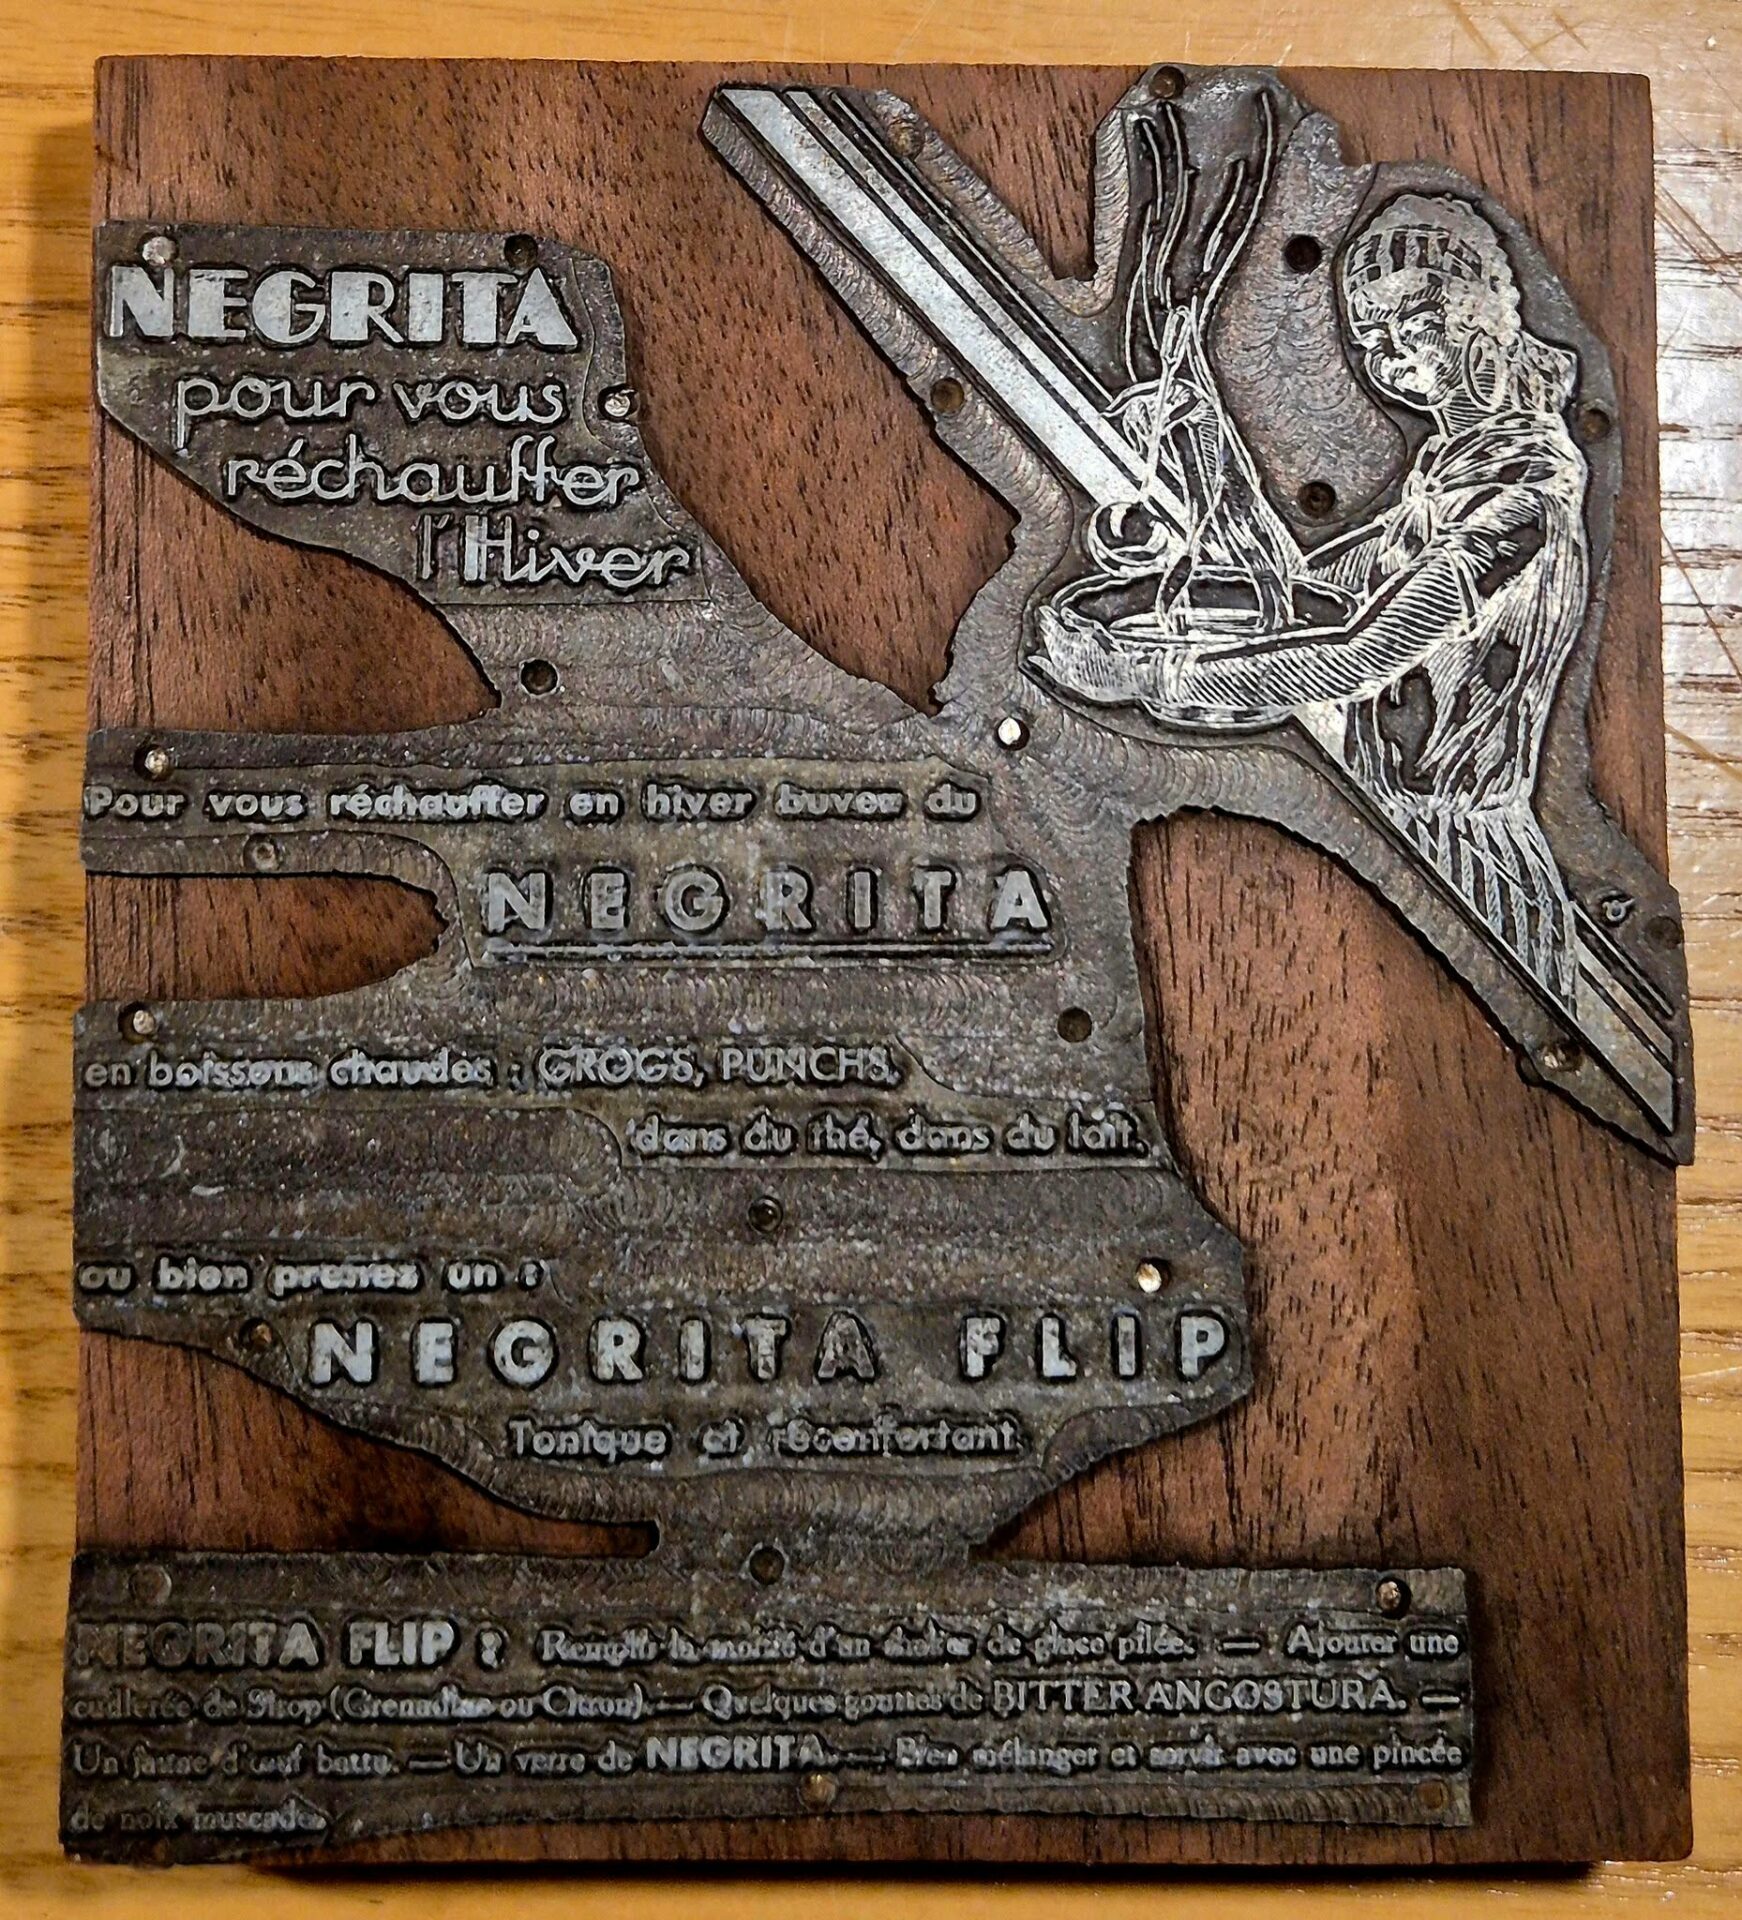 NEGRITA
pour vous
réchauffer
l'Hiver
Pour vous réchauffer en hiver buvez du
NEGRITA
en boissons chaudes : GROGS, PUNCHS,
dans du thé, dans du lait.
ou bien prenez un :
NEGRITA FLIP
Tonique et réconfortant.
NEGRITA FLIP : Remplir la moitié d'un shaker de glace pilée. — Ajouter une
cuillerée de Sirop (Grenadine ou Citron). — Quelques gouttes de BITTER ANGOSTURA. —
Un jaune d'œuf battu. — Un verre de NEGRITA. — Bien mélanger et servir avec une pincée
de noix muscade.